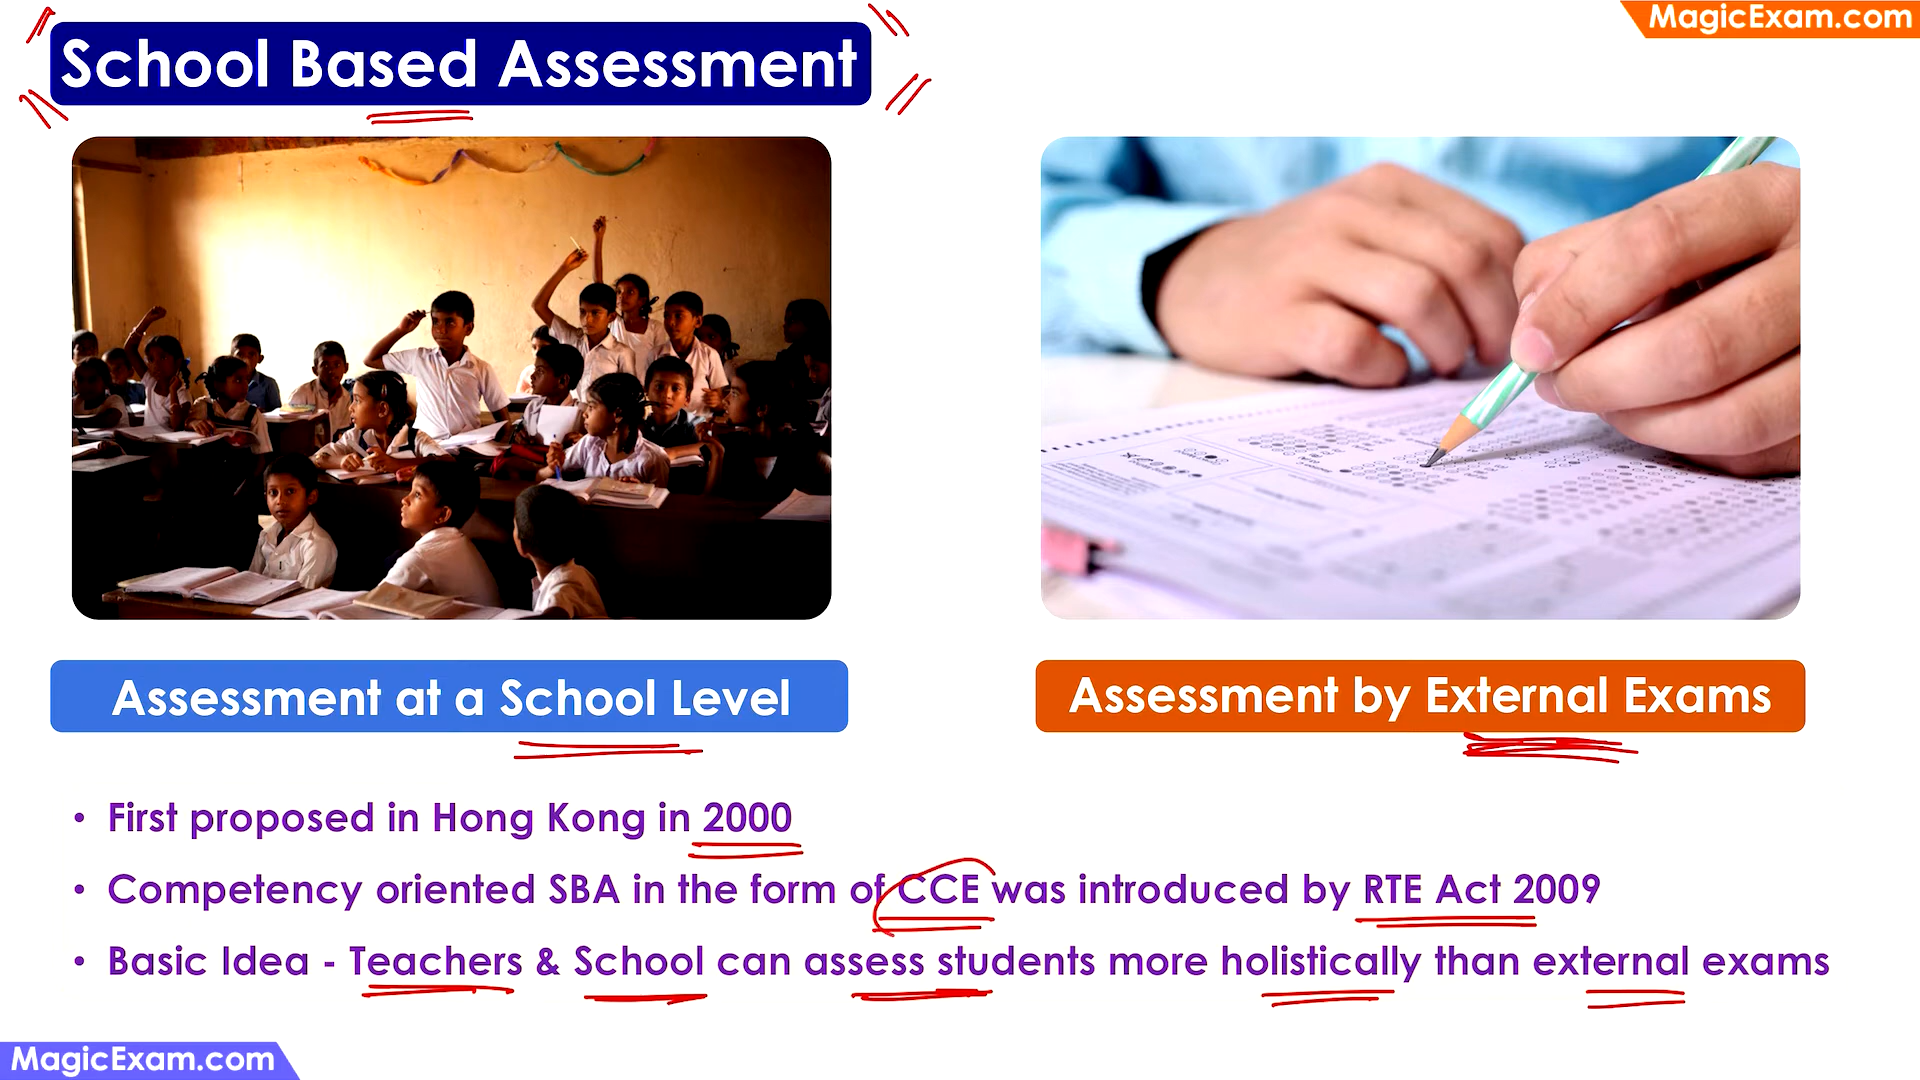 MagicExam.com
School Based Assessment
Assessment at a School Level
Assessment by External Exams
• First proposed in Hong Kong in 2000
• Competency oriented SBA in the form of CCE was introduced by RTE Act 2009
• Basic Idea - Teachers & School can assess students more holistically than external exams
MagicExam.com